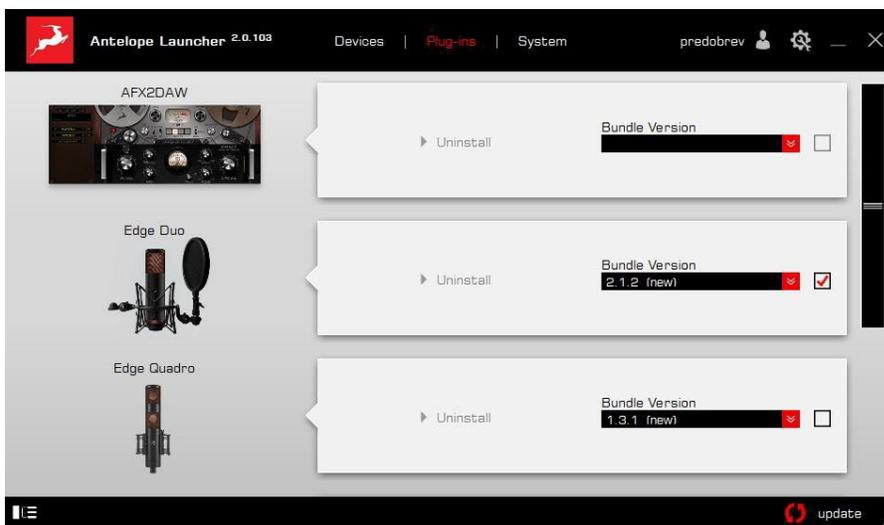 Antelope Launcher 2.0.103
Devices | Plug-ins | System
predobrev
AFX2DAW
Uninstall
Bundle Version
Edge Duo
Uninstall
Bundle Version
2.1.2 (new)
Edge Quadro
Uninstall
Bundle Version
1.3.1 (new)
update